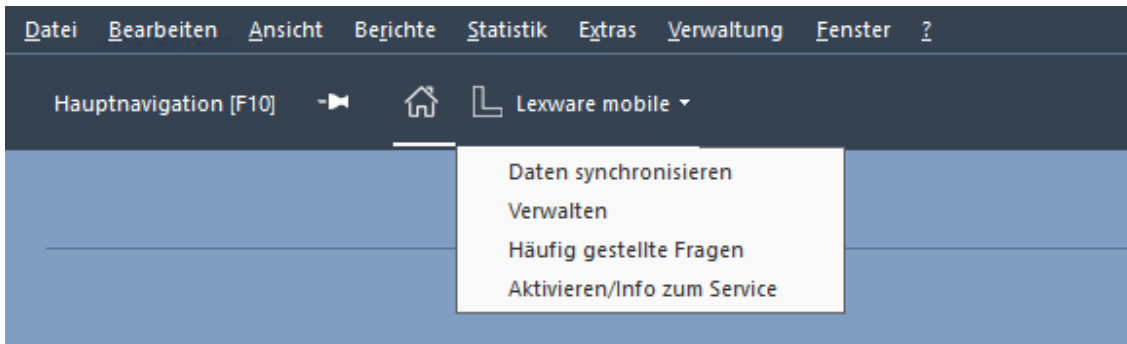 Datei Bearbeiten Ansicht Berichte Statistik Extras Verwaltung Fenster ?
Hauptnavigation [F10] Lexware mobile
Daten synchronisieren
Verwalten
Häufig gestellte Fragen
Aktivieren/Info zum Service